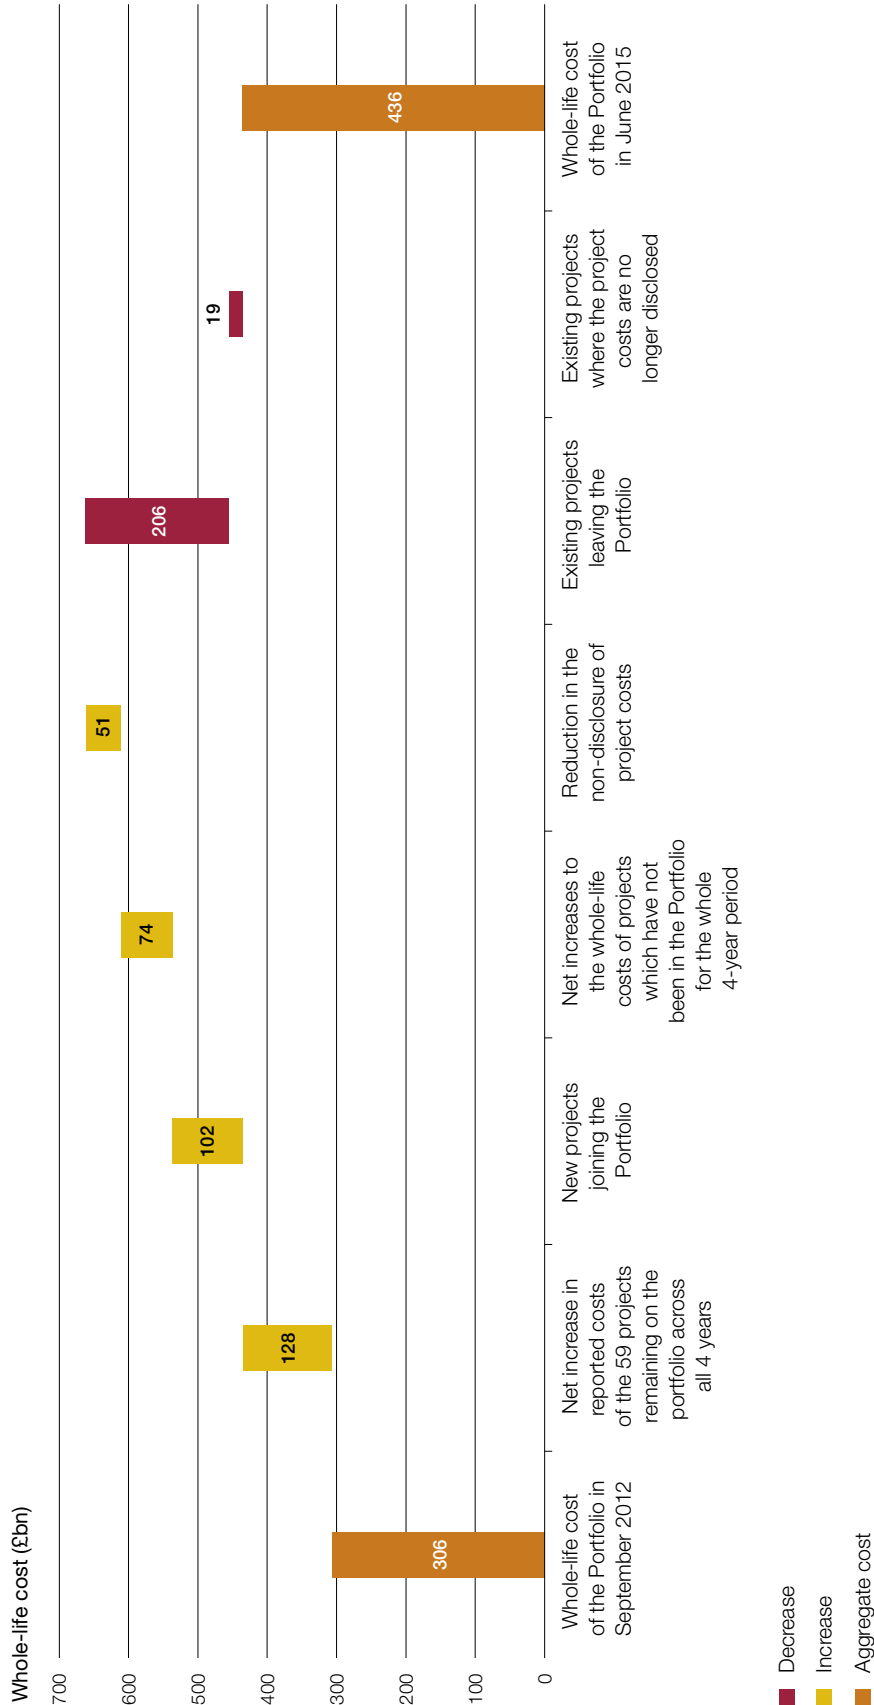 Whole-life cost (£bn)
700
600
500
400
300
200
100
0
306
128
102
74
51
206
19
436
Whole-life cost
of the Portfolio in
September 2012
Net increase in
reported costs
of the 59 projects
remaining on the
portfolio across
all 4 years
New projects
joining the
Portfolio
Net increases to
the whole-life
costs of projects
which have not
been in the Portfolio
for the whole
4-year period
Reduction in the
non-disclosure of
project costs
Existing projects
leaving the
Portfolio
Existing projects
where the project
costs are no
longer disclosed
Whole-life cost
of the Portfolio
in June 2015
Decrease
Increase
Aggregate cost